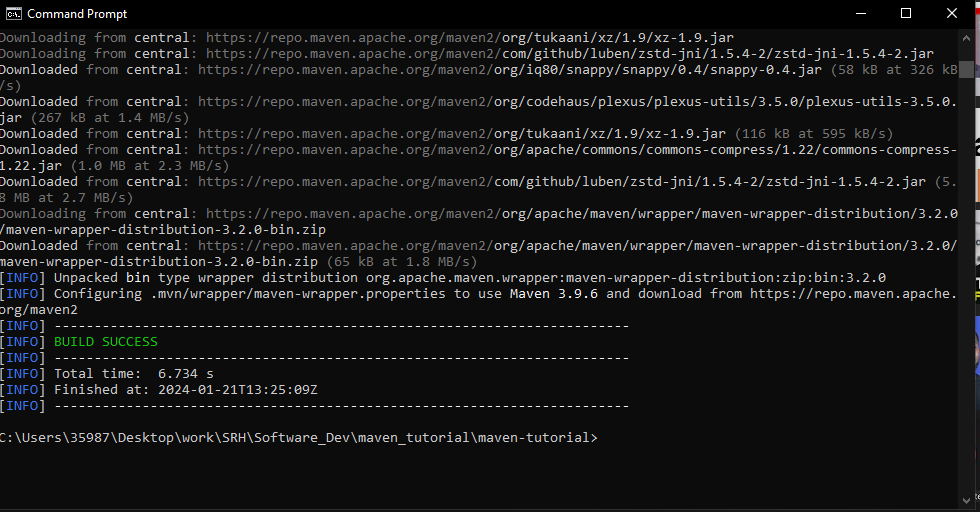 Command Prompt
Downloading from central: https://repo.maven.apache.org/maven2/org/tukaani/xz/1.9/xz-1.9.jar
Downloading from central: https://repo.maven.apache.org/maven2/com/github/luben/zstd-jni/1.5.4-2/zstd-jni-1.5.4-2.jar
Downloaded from central: https://repo.maven.apache.org/maven2/org/iq80/snappy/snappy/0.4/snappy-0.4.jar (58 kB at 326 kB
/s)
Downloaded from central: https://repo.maven.apache.org/maven2/org/codehaus/plexus/plexus-utils/3.5.0/plexus-utils-3.5.0.
jar (267 kB at 1.4 MB/s)
Downloaded from central: https://repo.maven.apache.org/maven2/org/tukaani/xz/1.9/xz-1.9.jar (116 kB at 595 kB/s)
Downloaded from central: https://repo.maven.apache.org/maven2/org/apache/commons/commons-compress/1.22/commons-compress-
1.22.jar (1.0 MB at 2.3 MB/s)
Downloaded from central: https://repo.maven.apache.org/maven2/com/github/luben/zstd-jni/1.5.4-2/zstd-jni-1.5.4-2.jar (5.
8 MB at 2.7 MB/s)
Downloading from central: https://repo.maven.apache.org/maven2/org/apache/maven/wrapper/maven-wrapper-distribution/3.2.0
/maven-wrapper-distribution-3.2.0-bin.zip
Downloaded from central: https://repo.maven.apache.org/maven2/org/apache/maven/wrapper/maven-wrapper-distribution/3.2.0/
maven-wrapper-distribution-3.2.0-bin.zip (65 kB at 1.8 MB/s)
[INFO] Unpacked bin type wrapper distribution org.apache.maven.wrapper:maven-wrapper-distribution:zip:bin:3.2.0
[INFO] Configuring .mvn/wrapper/maven-wrapper.properties to use Maven 3.9.6 and download from https://repo.maven.apache.
org/maven2
[INFO] ------------------------------------------------------------------------
[INFO] BUILD SUCCESS
[INFO] ------------------------------------------------------------------------
[INFO] Total time:  6.734 s
[INFO] Finished at: 2024-01-21T13:25:09Z
[INFO] ------------------------------------------------------------------------
C:\Users\35987\Desktop\work\SRH\Software_Dev\maven_tutorial\maven-tutorial>